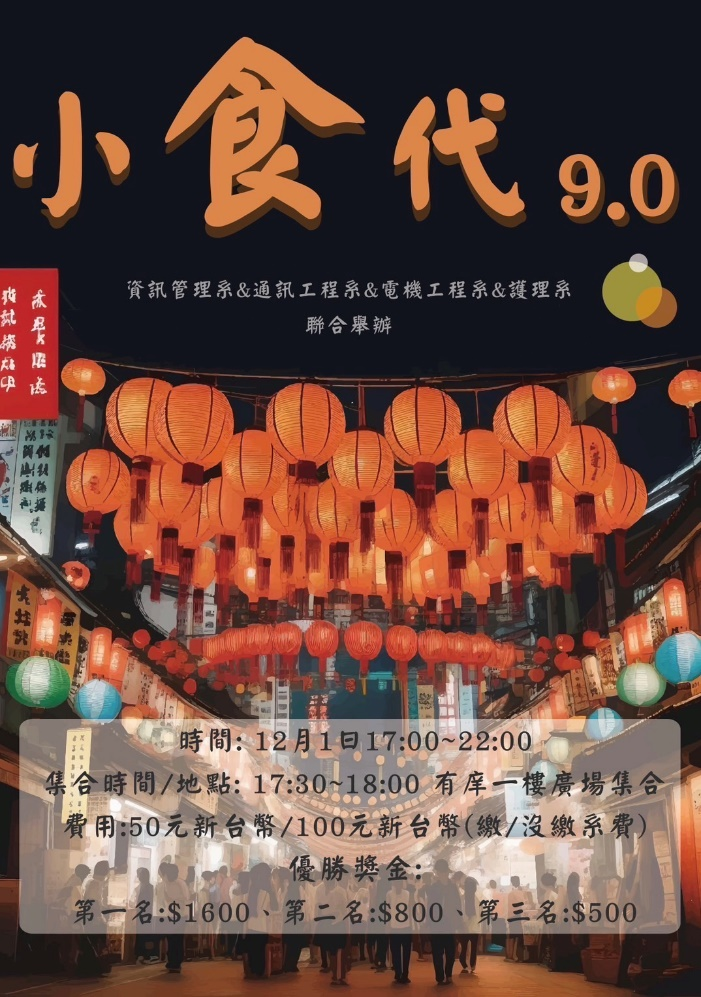 小食代 9.0
資訊管理系&通訊工程系&電機工程系&護理系
聯合舉辦
時間: 12月1日17:00~22:00
集合時間/地點: 17:30~18:00 有庠一樓廣場集合
費用:50元新台幣/100元新台幣(繳/沒繳系費)
優勝獎金:
第一名:$1600、第二名:$800、第三名:$500